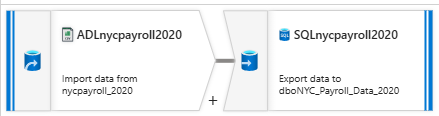 ADLnycpayroll2020
Import data from
nycpayroll_2020
+
SQLnycpayroll2020
Export data to
dboNYC_Payroll_Data_2020